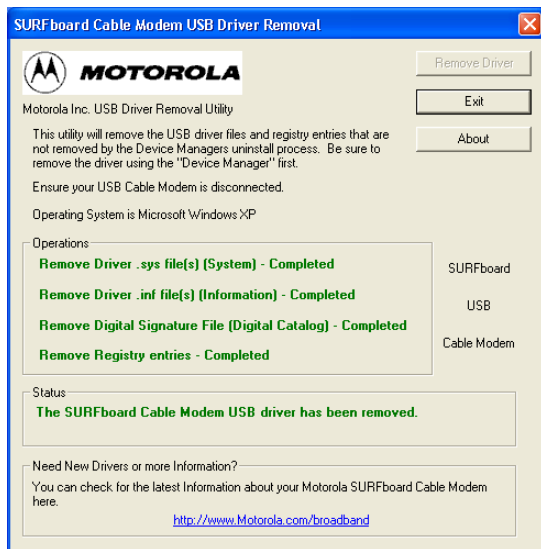 SURFboard Cable Modem USB Driver Removal
MOTOROLA
Remove Driver
Exit
About
Motorola Inc. USB Driver Removal Utility
This utility will remove the USB driver files and registry entries that are
not removed by the Device Managers uninstall process. Be sure to
remove the driver using the "Device Manager" first.
Ensure your USB Cable Modem is disconnected.
Operating System is Microsoft Windows XP
Operations
Remove Driver .sys file(s) (System) - Completed
Remove Driver .inf file(s) (Information) - Completed
Remove Digital Signature File (Digital Catalog) - Completed
Remove Registry entries - Completed
SURFboard
USB
Cable Modem
Status
The SURFboard Cable Modem USB driver has been removed.
Need New Drivers or more Information?
You can check for the latest Information about your Motorola SURFboard Cable Modem
here.
http://www.Motorola.com/broadband